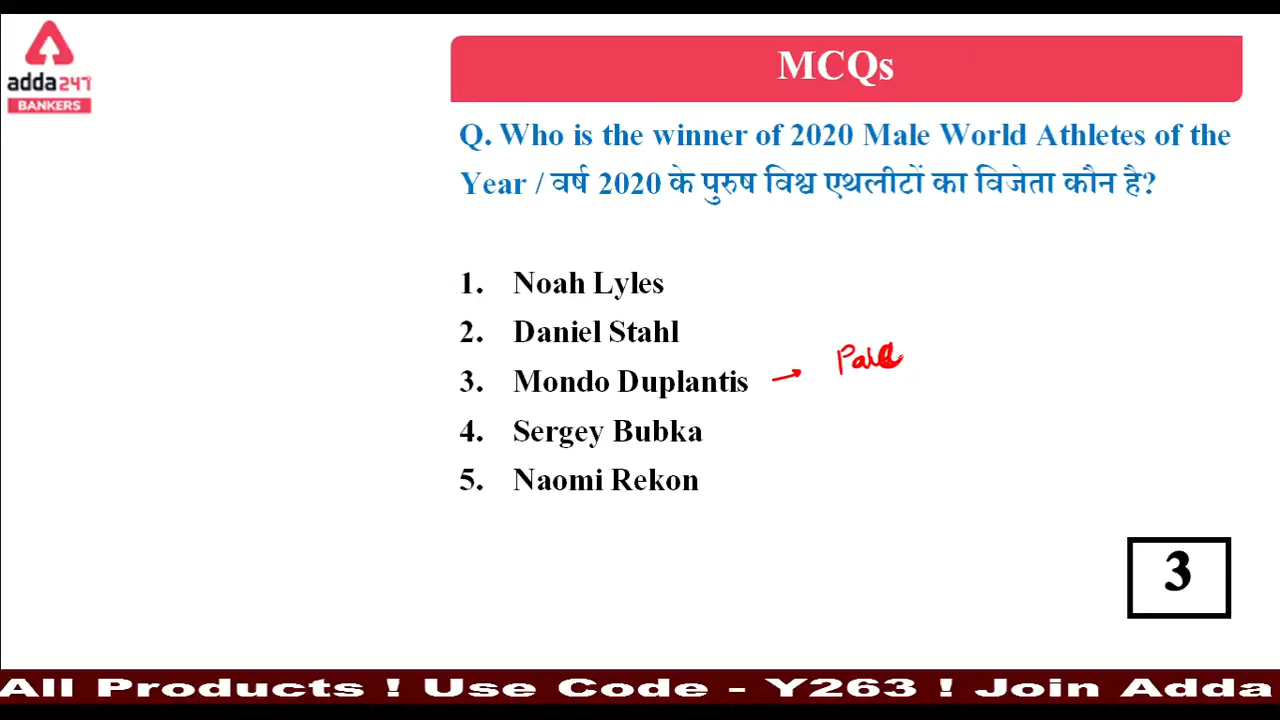 adda247
BANKERS
MCQs
Q. Who is the winner of 2020 Male World Athletes of the
Year / वर्ष 2020 के पुरुष विश्व एथलीटों का विजेता कौन है?
1. Noah Lyles
2. Daniel Stahl
3. Mondo Duplantis
4. Sergey Bubka
5. Naomi Rekon
3
All Products ! Use Code - Y263 ! Join Adda